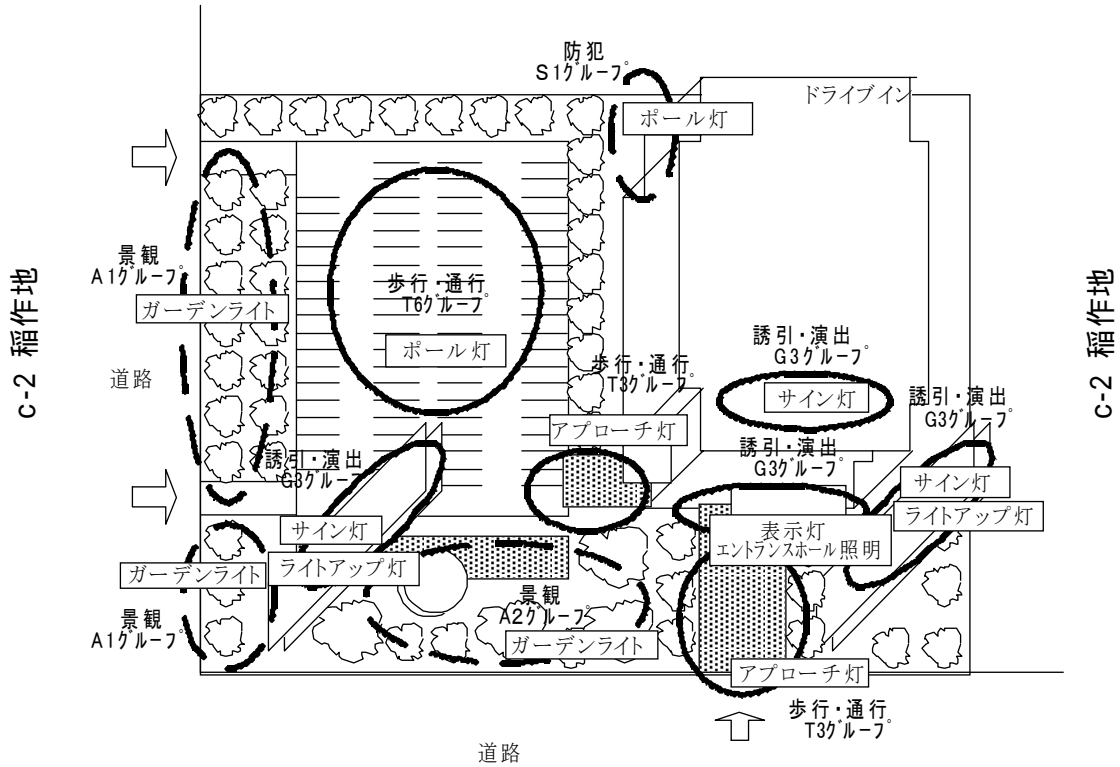 防犯
S1グループ
ドライブイン
ポール灯
c-2 稲作地
景観
A1グループ
ガーデンライト
道路
歩行・通行
T6グループ
ポール灯
歩行・通行
T3グループ
アプローチ灯
誘引・演出
G3グループ
サイン灯
誘引・演出
G3グループ
サイン灯
ライトアップ灯
誘引・演出
G3グループ
表示灯
エントランスホール照明
誘引・演出
G3グループ
サイン灯
ライトアップ灯
ガーデンライト
景観
A1グループ
景観
A2グループ
ガーデンライト
アプローチ灯
歩行・通行
T3グループ
道路
c-2 稲作地